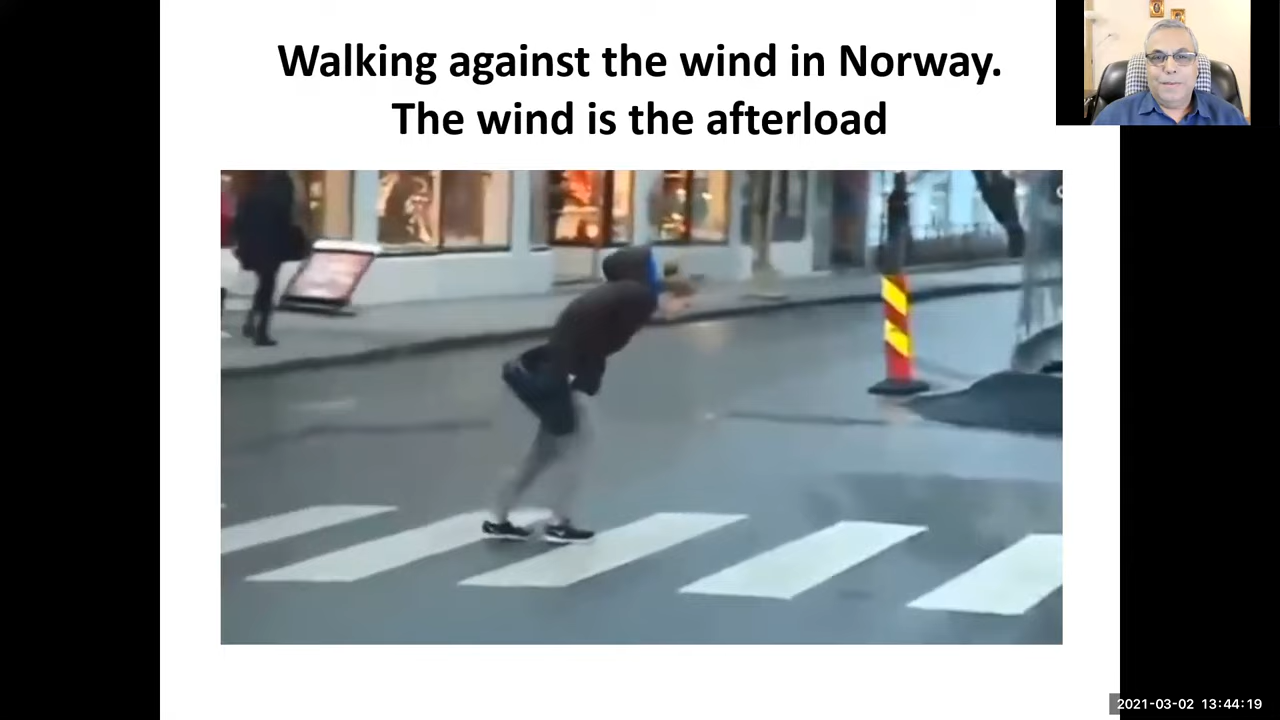 Walking against the wind in Norway.
The wind is the afterload
2021-03-02 13:44:19